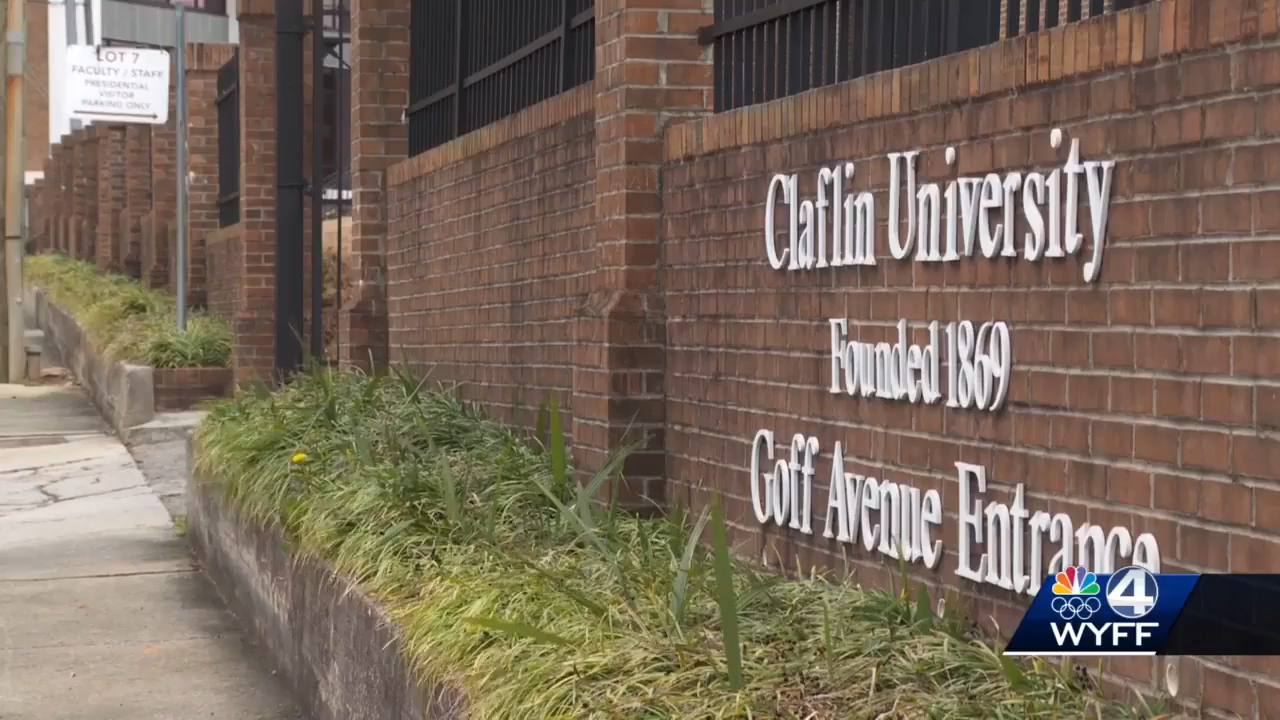 LOT 7
FACULTY / STAFF
PRESIDENTIAL
VISITOR
PARKING ONLY
Claflin University
Founded 1869
Goff Avenue Entrance
4
WYFF